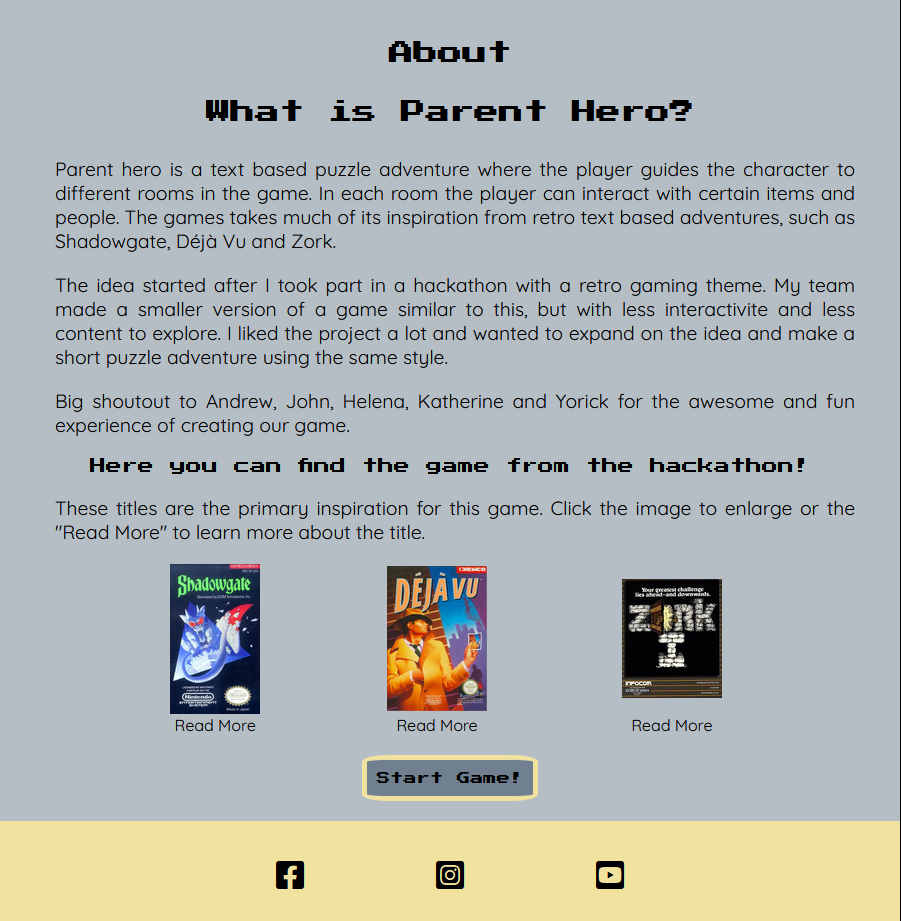 About
What is Parent Hero?
Parent hero is a text based puzzle adventure where the player guides the character to
different rooms in the game. In each room the player can interact with certain items and
people. The games takes much of its inspiration from retro text based adventures, such as
Shadowgate, Déjà Vu and Zork.
The idea started after I took part in a hackathon with a retro gaming theme. My team
made a smaller version of a game similar to this, but with less interactivite and less
content to explore. I liked the project a lot and wanted to expand on the idea and make a
short puzzle adventure using the same style.
Big shoutout to Andrew, John, Helena, Katherine and Yorick for the awesome and fun
experience of creating our game.
Here you can find the game from the hackathon!
These titles are the primary inspiration for this game. Click the image to enlarge or the
"Read More" to learn more about the title.
Shadowgate
Nintendo
ENTERTAINMENT
SYSTEM
Made in Japan
Read More
KEMCO
DÉJÀ VU
Read More
Your greatest challenge
lies ahead—and downwards.
ZORK
I
INFOCOM
Read More
Start Game!